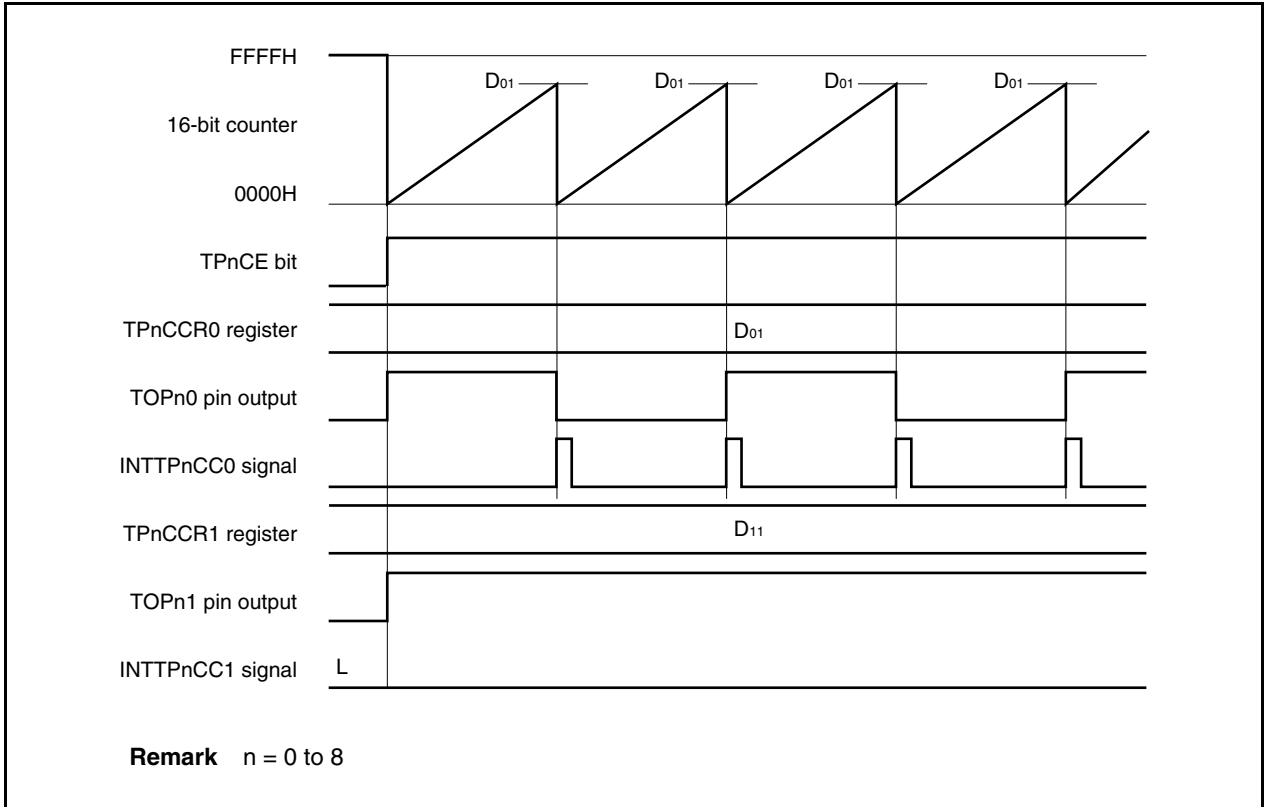 FFFFH
D01 D01 D01 D01
16-bit counter
0000H
TPnCE bit
TPnCCR0 register D01
TOPn0 pin output
INTTPnCC0 signal
TPnCCR1 register D11
TOPn1 pin output
INTTPnCC1 signal L
Remark n = 0 to 8